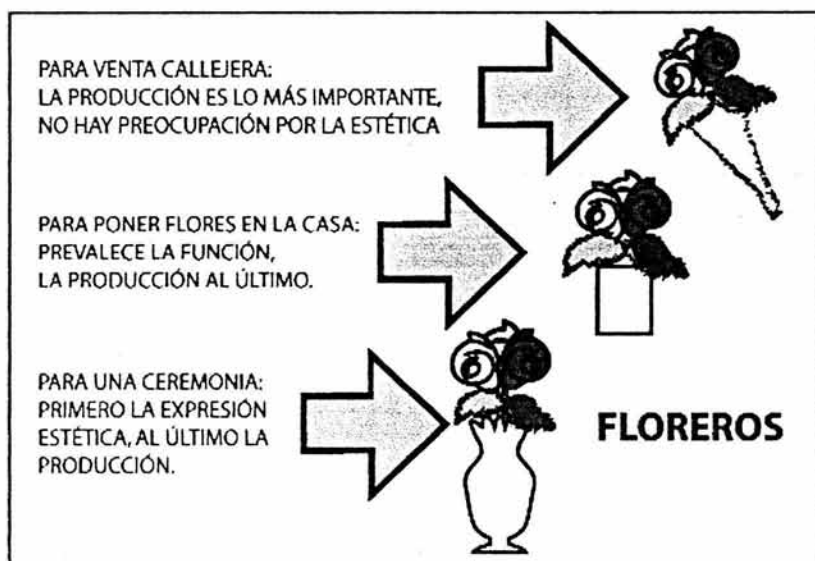 PARA VENTA CALLEJERA:
LA PRODUCCIÓN ES LO MÁS IMPORTANTE,
NO HAY PREOCUPACIÓN POR LA ESTÉTICA
PARA PONER FLORES EN LA CASA:
PREVALECE LA FUNCIÓN,
LA PRODUCCIÓN AL ÚLTIMO.
PARA UNA CEREMONIA:
PRIMERO LA EXPRESIÓN
ESTÉTICA, AL ÚLTIMO LA
PRODUCCIÓN.
FLOREROS